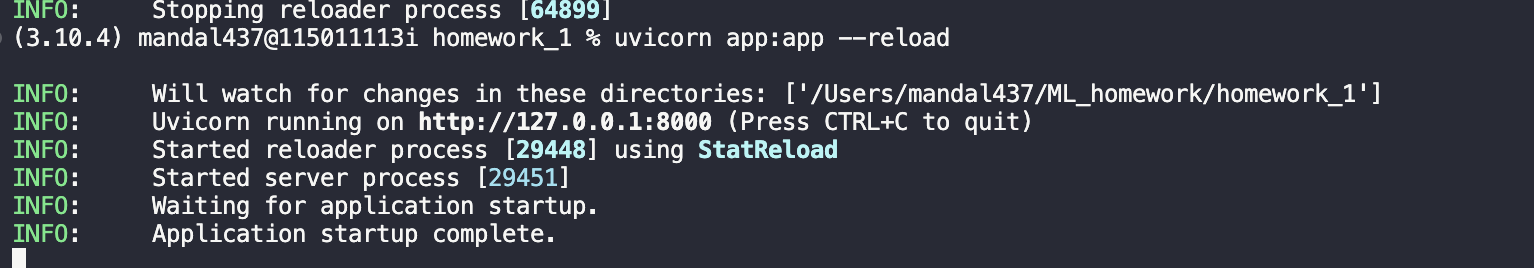 INFO:     Stopping reloader process [64899]
(3.10.4) mandal437@115011113i homework_1 % uvicorn app:app --reload
INFO:     Will watch for changes in these directories: ['/Users/mandal437/ML_homework/homework_1']
INFO:     Uvicorn running on http://127.0.0.1:8000 (Press CTRL+C to quit)
INFO:     Started reloader process [29448] using StatReload
INFO:     Started server process [29451]
INFO:     Waiting for application startup.
INFO:     Application startup complete.